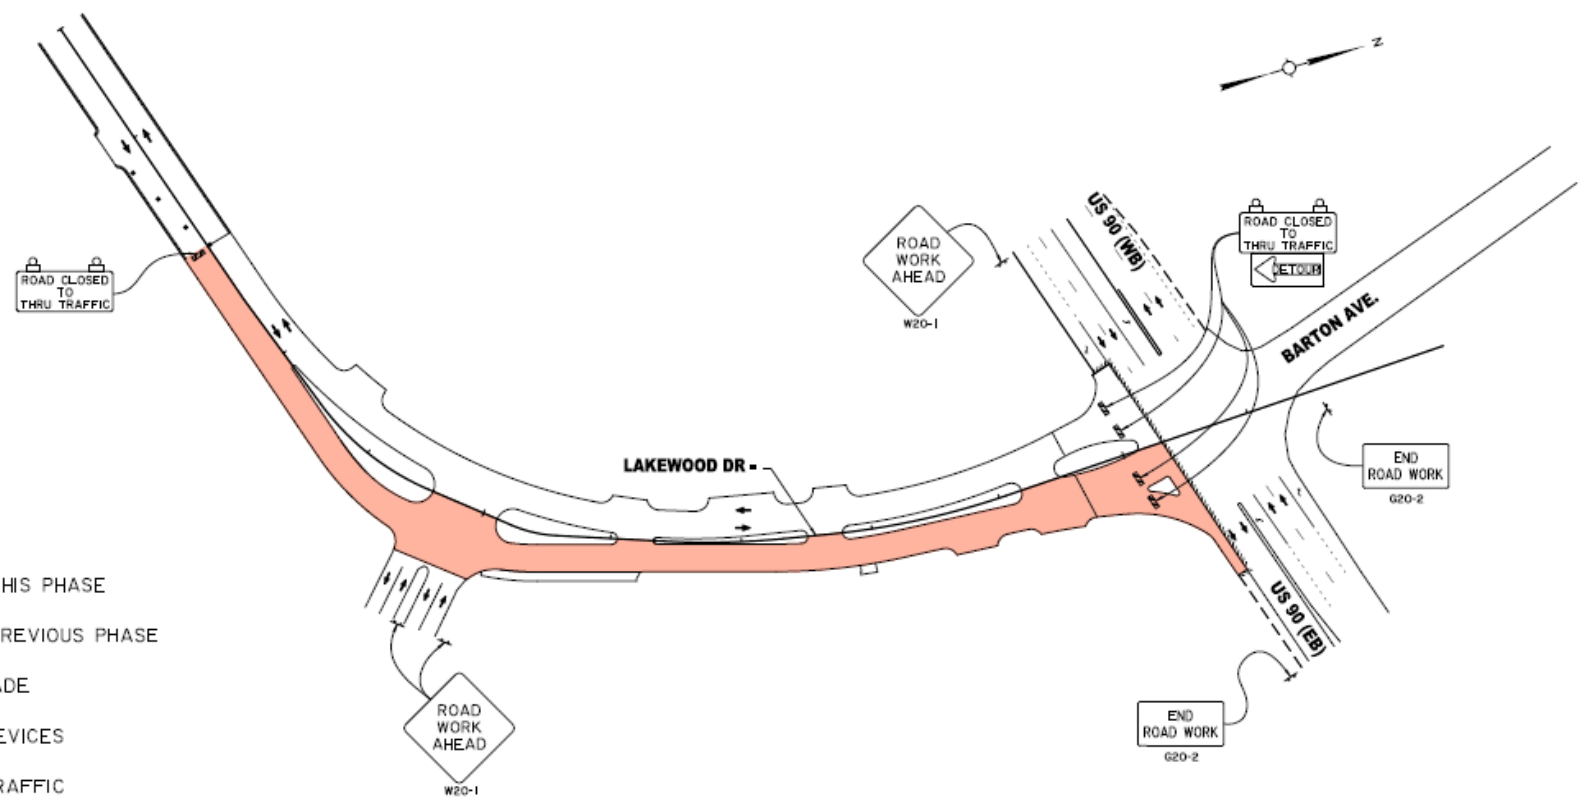 N
US 90 (WB)
ROAD CLOSED
TO
THRU TRAFFIC
DETOUR
ROAD
WORK
AHEAD
W20-1
ROAD CLOSED
TO
THRU TRAFFIC
BARTON AVE.
LAKEWOOD DR
END
ROAD WORK
G20-2
HIS PHASE
REVIOUS PHASE
ADE
EVICES
RAFFIC
US 90 (EB)
ROAD
WORK
AHEAD
W20-1
END
ROAD WORK
G20-2